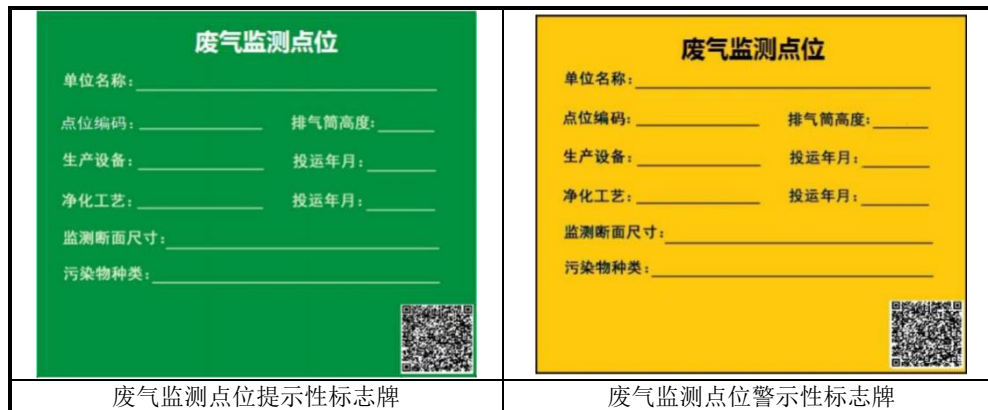 废气监测点位
单位名称：
点位编码： 排气筒高度：
生产设备： 投运年月：
净化工艺： 投运年月：
监测断面尺寸：
污染物种类：
废气监测点位提示性标志牌
废气监测点位
单位名称：
点位编码： 排气筒高度：
生产设备： 投运年月：
净化工艺： 投运年月：
监测断面尺寸：
污染物种类：
废气监测点位警示性标志牌